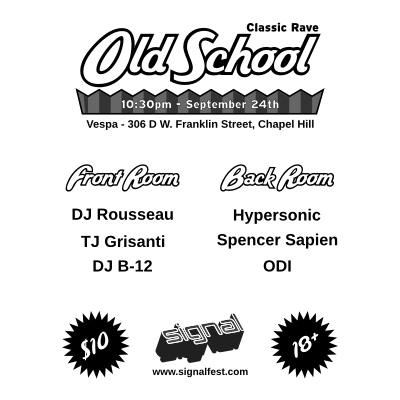 Classic Rave
Old School
10:30pm - September 24th
Vespa - 306 D W. Franklin Street, Chapel Hill
Front Room
Back Room
DJ Rousseau
Hypersonic
TJ Grisanti
Spencer Sapien
DJ B-12
ODI
$10
signal
18+
www.signalfest.com